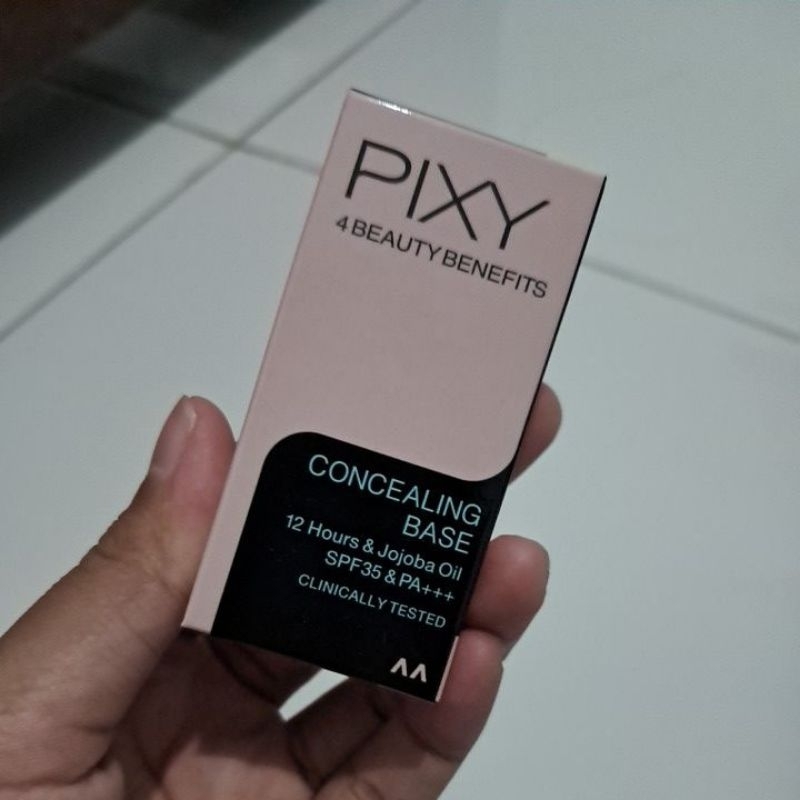 PIXY
4 BEAUTY BENEFITS
CONCEALING
BASE
12 Hours & Jojoba Oil
SPF35 & PA+++
CLINICALLY TESTED